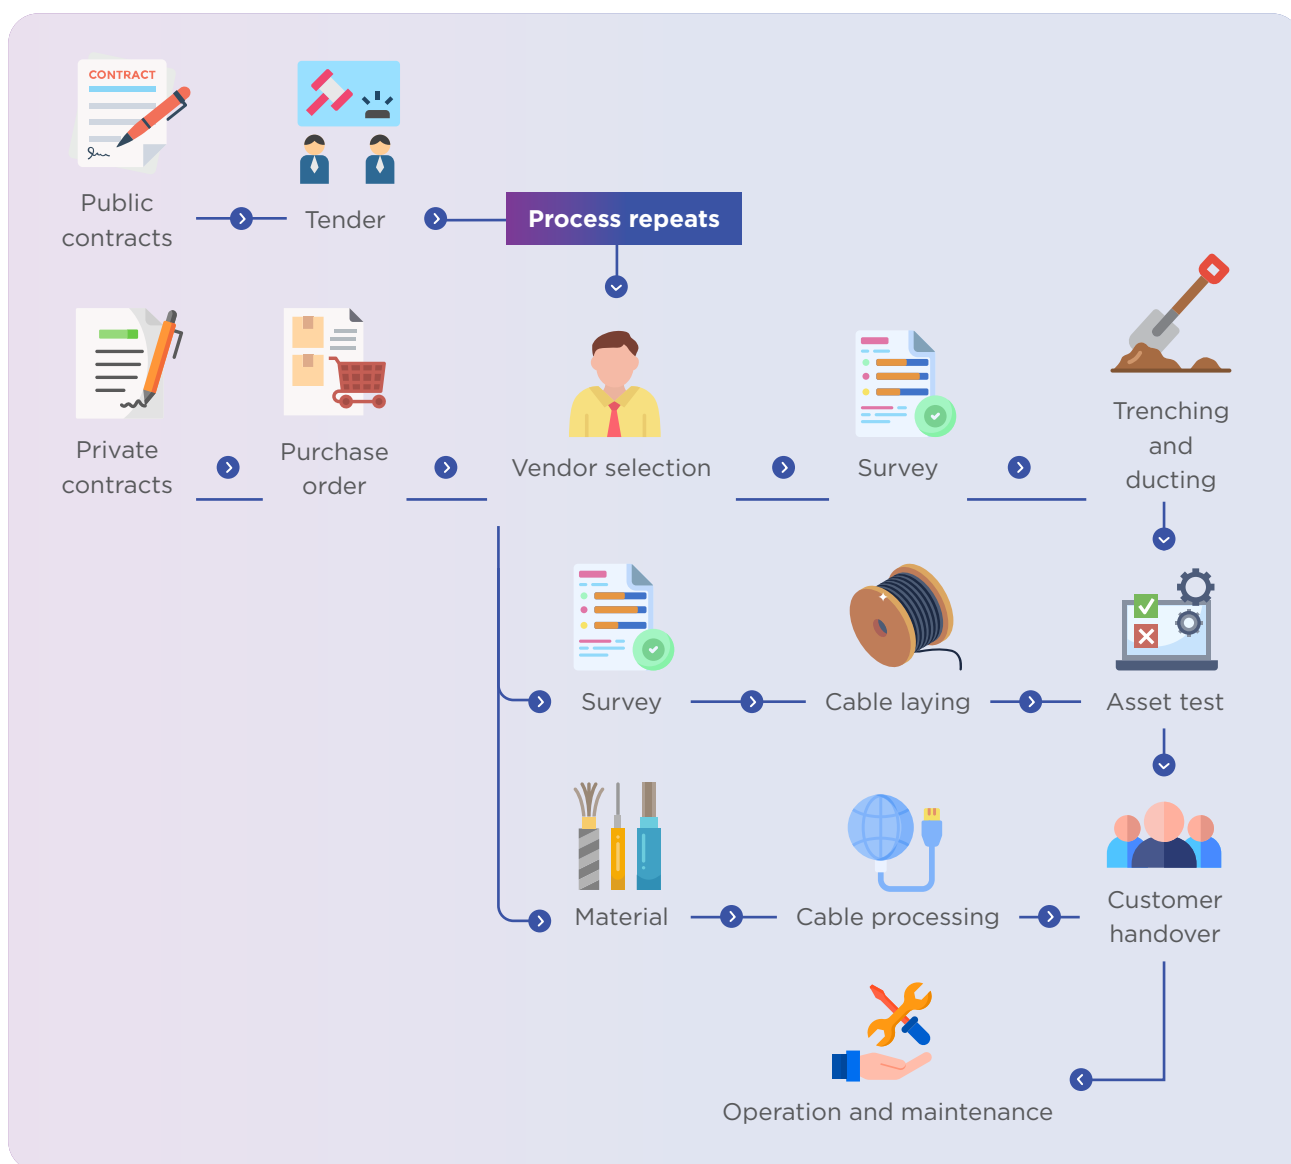 CONTRACT
Public
contracts
Tender
Process repeats
Private
contracts
Purchase
order
Vendor selection
Survey
Trenching
and
ducting
Survey
Cable laying
Asset test
Material
Cable processing
Customer
handover
Operation and maintenance